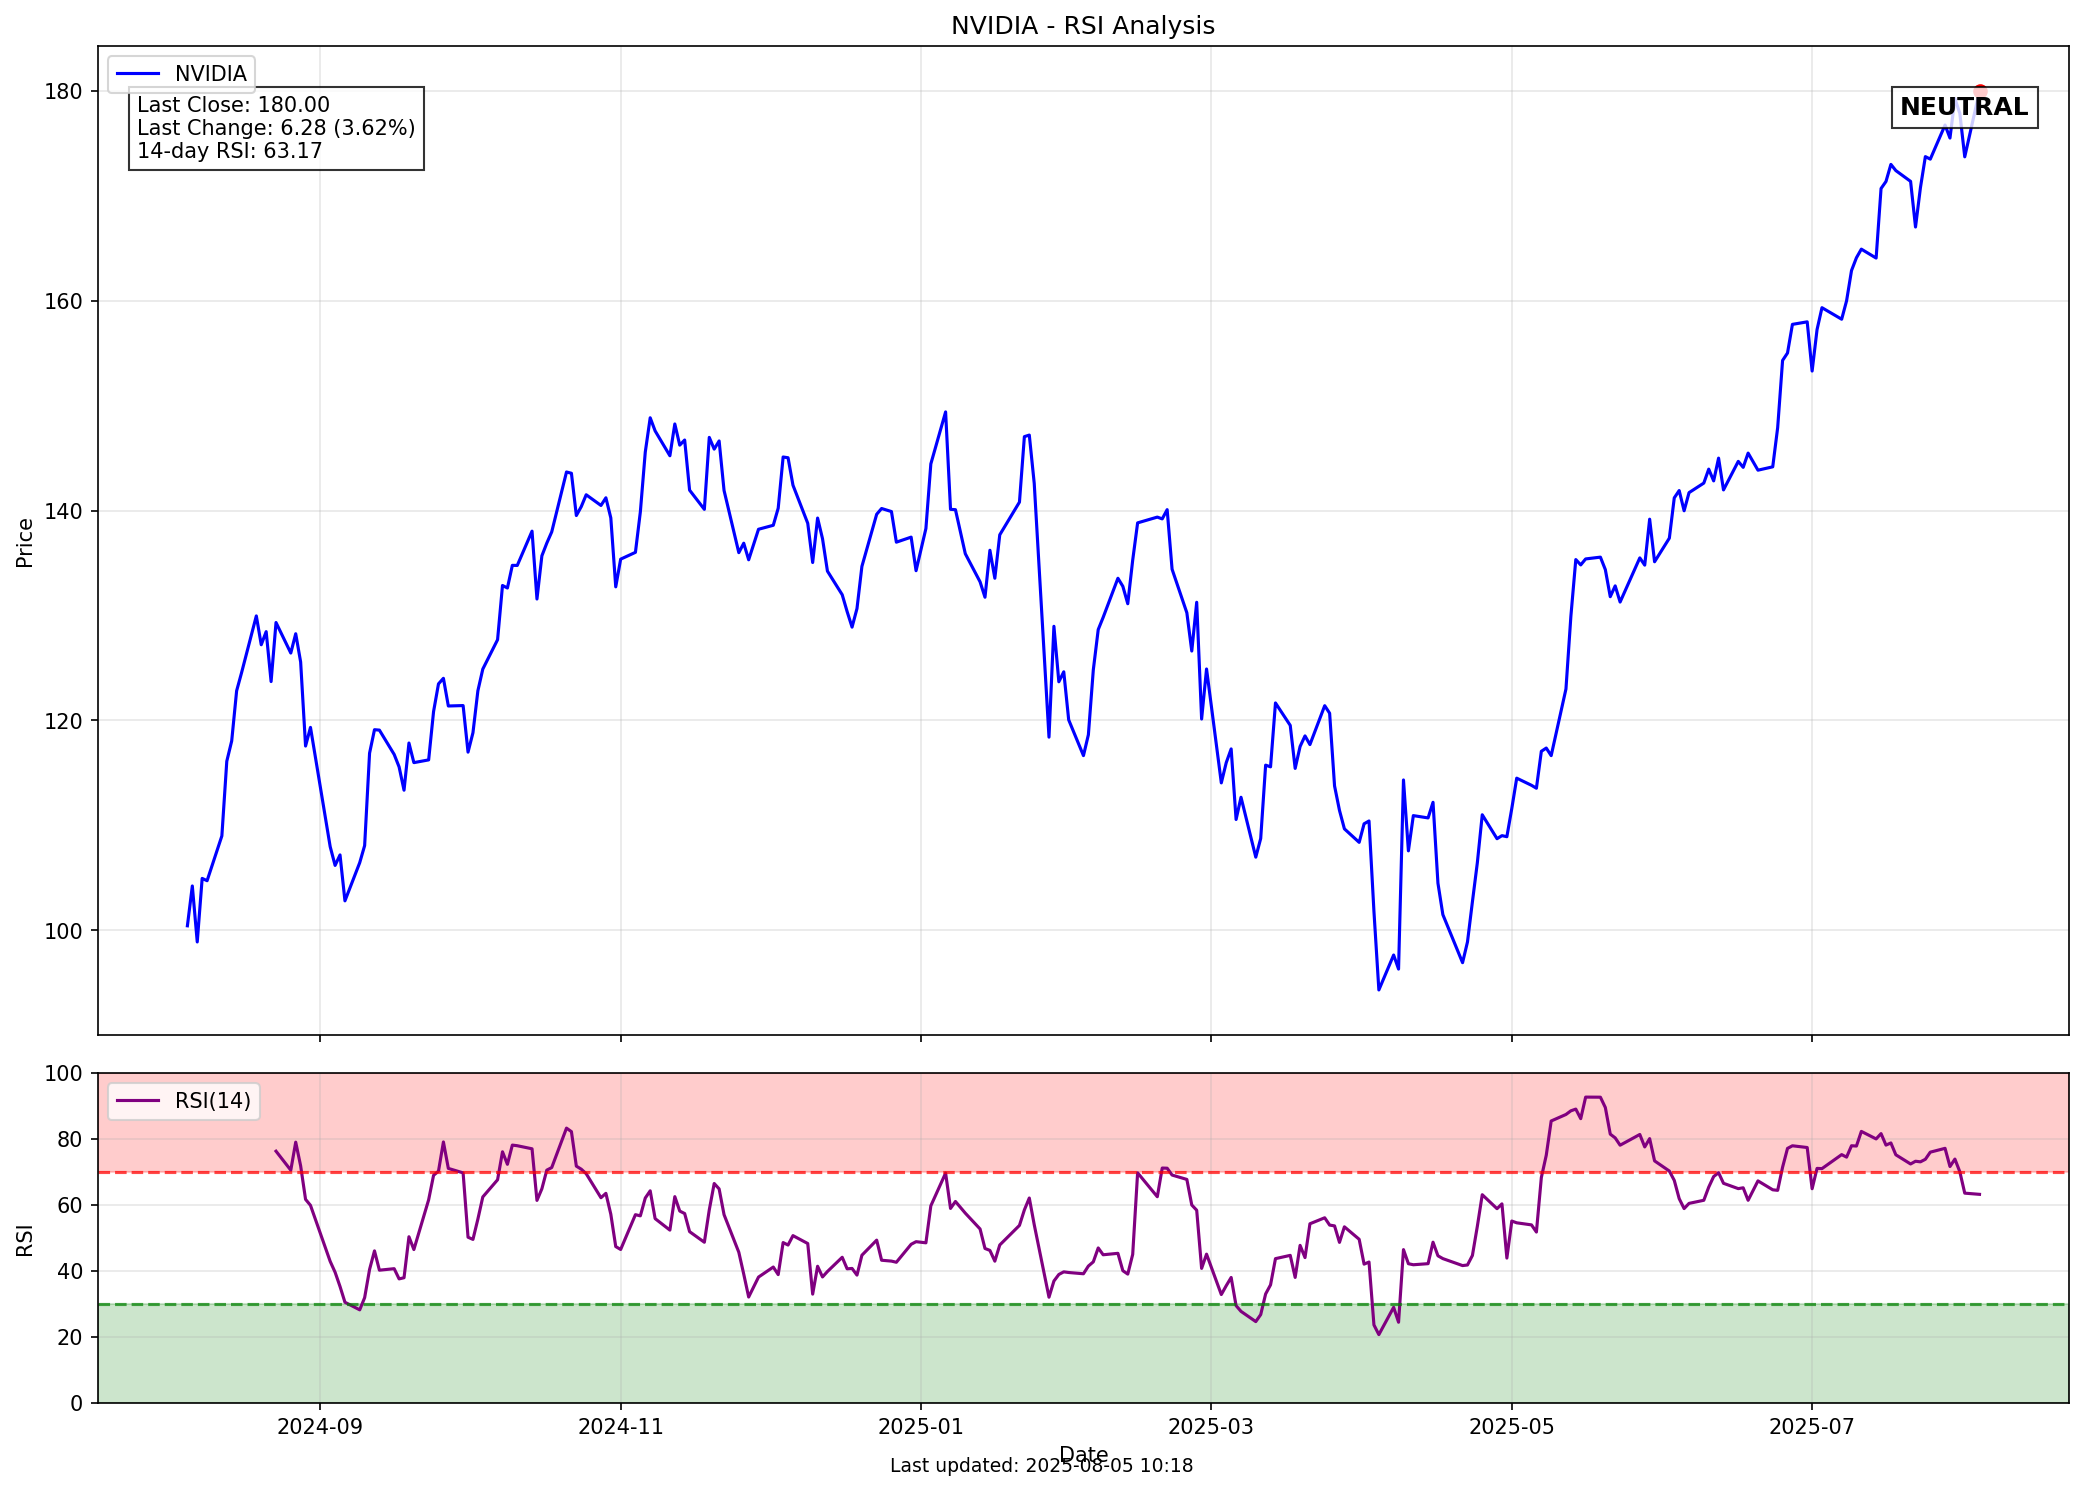 NVIDIA - RSI Analysis
NVIDIA
Last Close: 180.00
Last Change: 6.28 (3.62%)
14-day RSI: 63.17
NEUTRAL
Price
180
160
140
120
100
RSI(14)
RSI
100
80
60
40
20
0
2024-09
2024-11
2025-01
2025-03
2025-05
2025-07
Date
Last updated: 2025-08-05 10:18